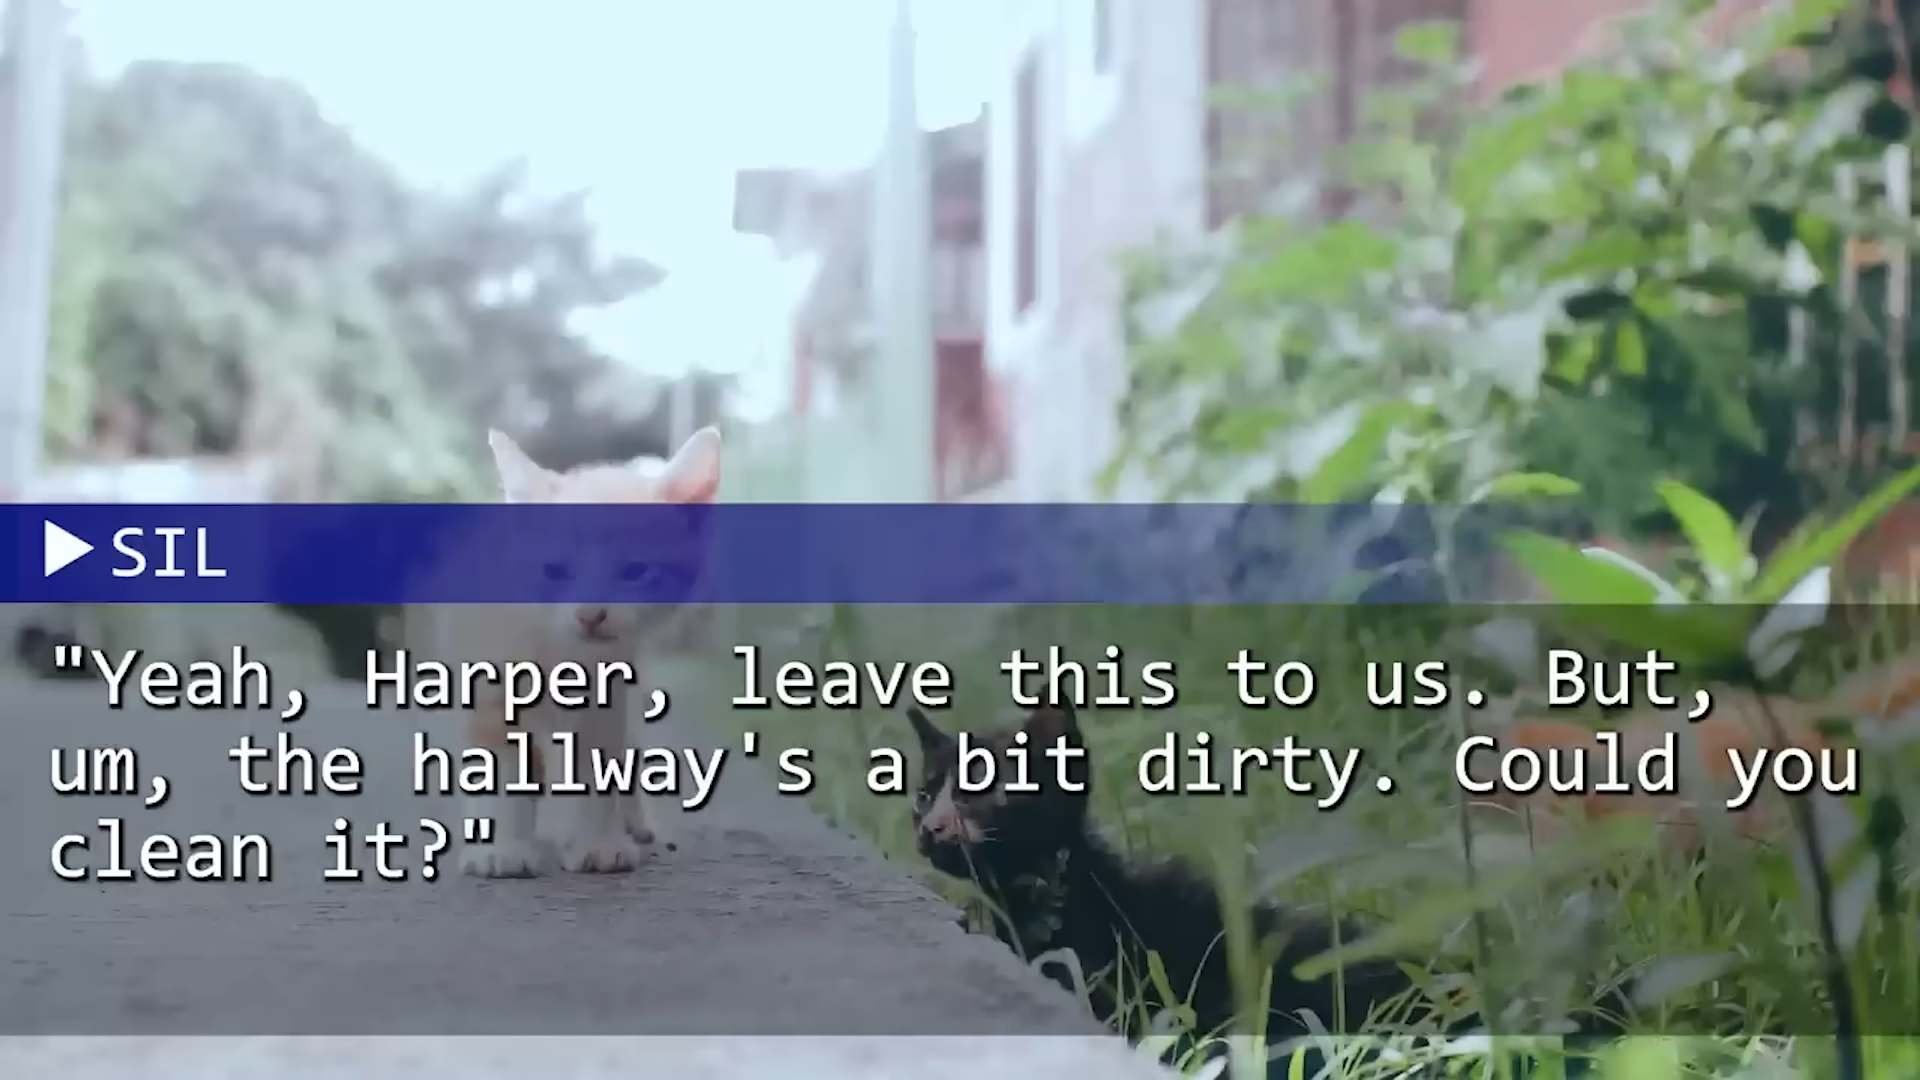 SIL
"Yeah, Harper, leave this to us. But,
um, the hallway's a bit dirty. Could you
clean it?"